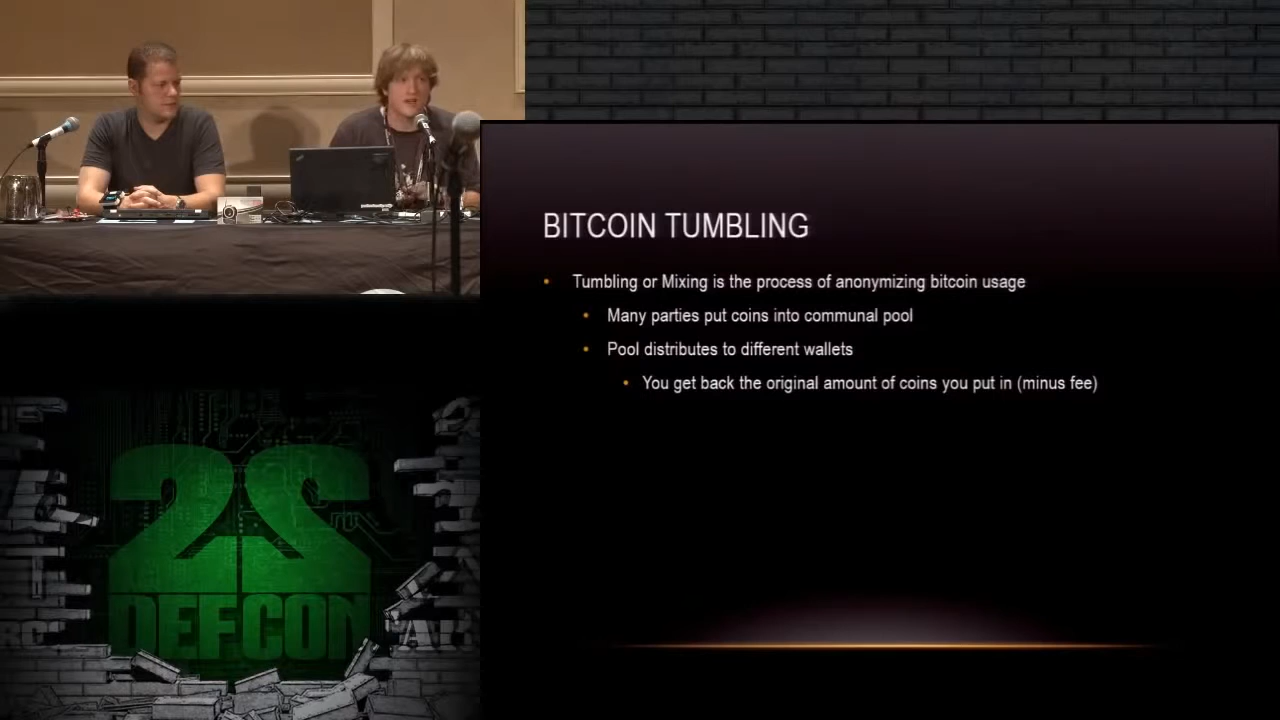 BITCOIN TUMBLING
Tumbling or Mixing is the process of anonymizing bitcoin usage
Many parties put coins into communal pool
Pool distributes to different wallets
You get back the original amount of coins you put in (minus fee)
22
DEFCON